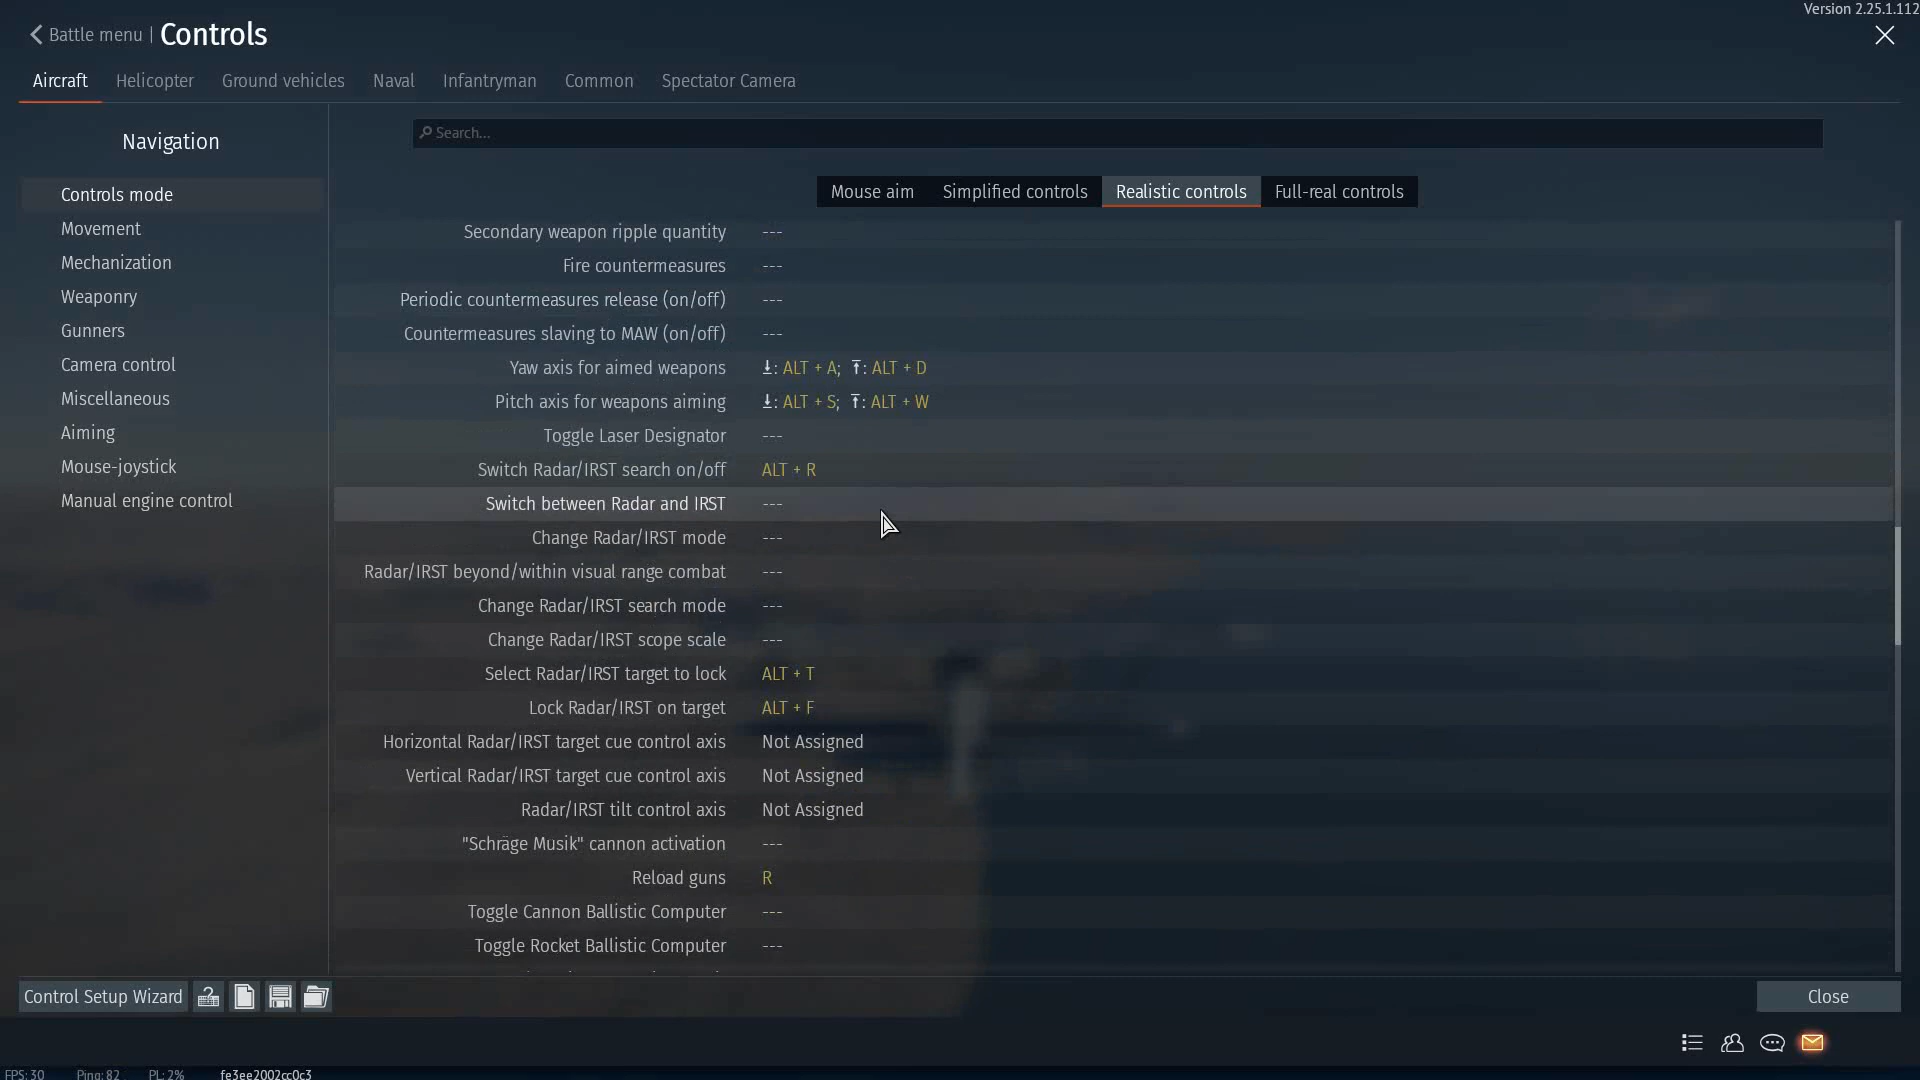 Version 2.25.1.112
Battle menu | Controls
Aircraft Helicopter Ground vehicles Naval Infantryman Common Spectator Camera
Navigation
Controls mode
Movement
Mechanization
Weaponry
Gunners
Camera control
Miscellaneous
Aiming
Mouse-joystick
Manual engine control
Search...
Mouse aim Simplified controls Realistic controls Full-real controls
Secondary weapon ripple quantity ---
Fire countermeasures ---
Periodic countermeasures release (on/off) ---
Countermeasures slaving to MAW (on/off) ---
Yaw axis for aimed weapons ↓: ALT + A; ↑: ALT + D
Pitch axis for weapons aiming ↓: ALT + S; ↑: ALT + W
Toggle Laser Designator ---
Switch Radar/IRST search on/off ALT + R
Switch between Radar and IRST ---
Change Radar/IRST mode ---
Radar/IRST beyond/within visual range combat ---
Change Radar/IRST search mode ---
Change Radar/IRST scope scale ---
Select Radar/IRST target to lock ALT + T
Lock Radar/IRST on target ALT + F
Horizontal Radar/IRST target cue control axis Not Assigned
Vertical Radar/IRST target cue control axis Not Assigned
Radar/IRST tilt control axis Not Assigned
"Schräge Musik" cannon activation ---
Reload guns R
Toggle Cannon Ballistic Computer ---
Toggle Rocket Ballistic Computer ---
Control Setup Wizard
Close
FPS: 30 Ping: 82 PL: 2% fe3ee2002cc0c3